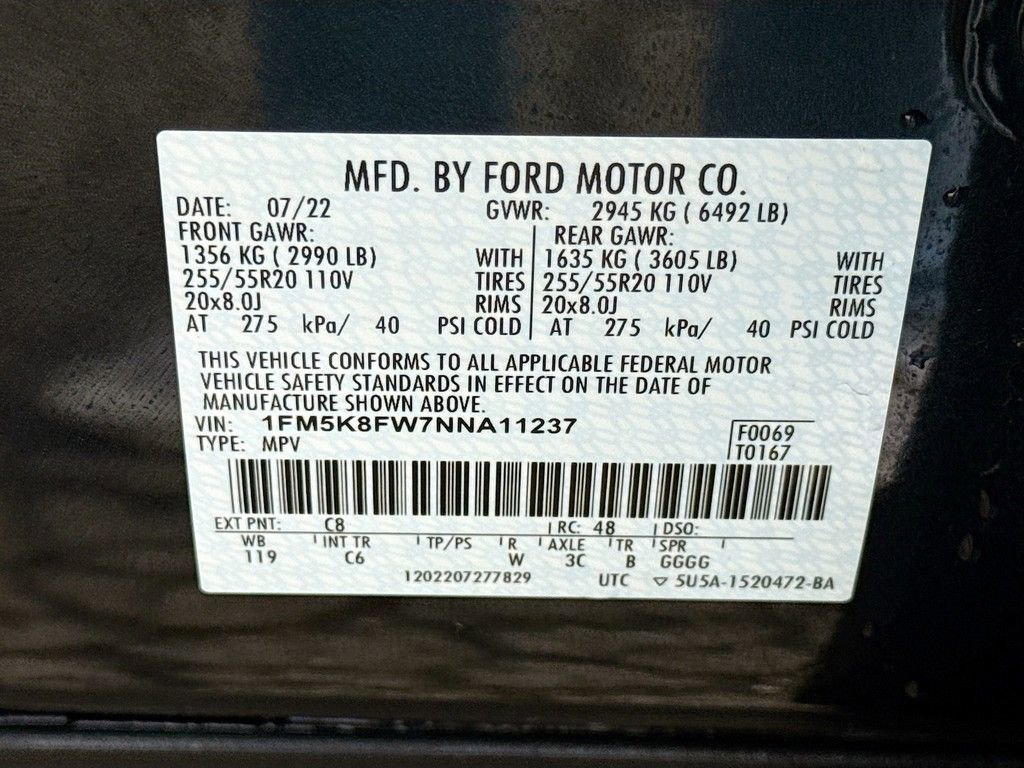 MFD. BY FORD MOTOR CO.
DATE: 07/22 GVWR: 2945 KG ( 6492 LB)
FRONT GAWR: REAR GAWR:
1356 KG ( 2990 LB) WITH 1635 KG ( 3605 LB) WITH
255/55R20 110V TIRES 255/55R20 110V TIRES
20x8.0J RIMS 20x8.0J RIMS
AT 275 kPa/ 40 PSI COLD AT 275 kPa/ 40 PSI COLD
THIS VEHICLE CONFORMS TO ALL APPLICABLE FEDERAL MOTOR
VEHICLE SAFETY STANDARDS IN EFFECT ON THE DATE OF
MANUFACTURE SHOWN ABOVE.
VIN: 1FM5K8FW7NNA11237 F0069
TYPE: MPV T0167
EXT PNT: C8 RC: 48 DSO:
WB INT TR TP/PS R AXLE TR SPR
119 C6 W 3C B GGGG
1202207277829 UTC ▽ 5U5A-1520472-BA